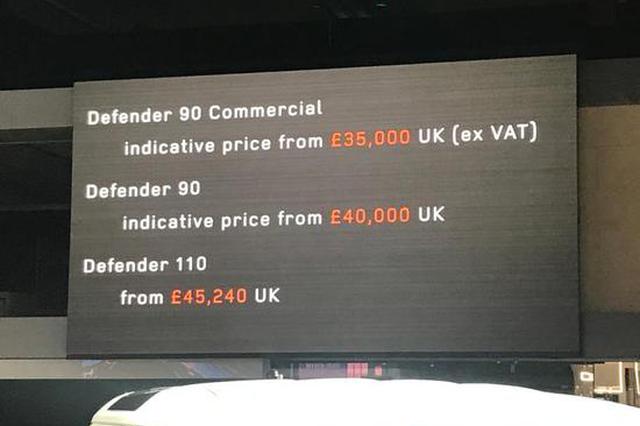 Defender 90 Commercial
indicative price from £35,000 UK (ex VAT)
Defender 90
indicative price from £40,000 UK
Defender 110
from £45,240 UK